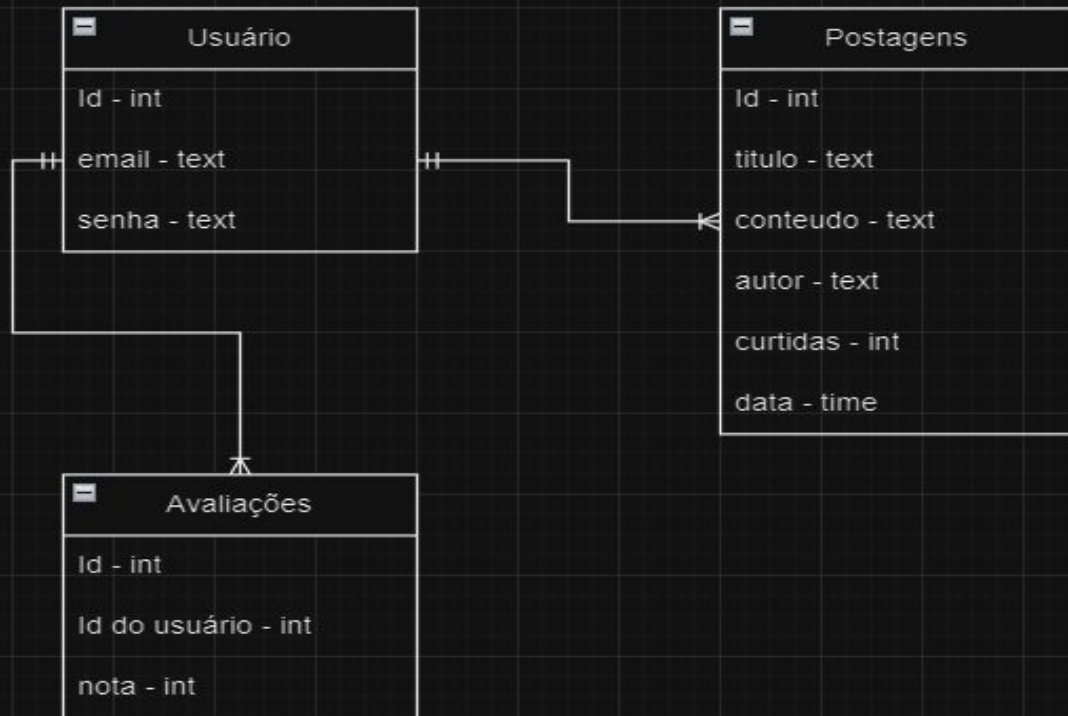 Usuário
Id - int
email - text
senha - text
Postagens
Id - int
titulo - text
conteudo - text
autor - text
curtidas - int
data - time
Avaliações
Id - int
Id do usuário - int
nota - int